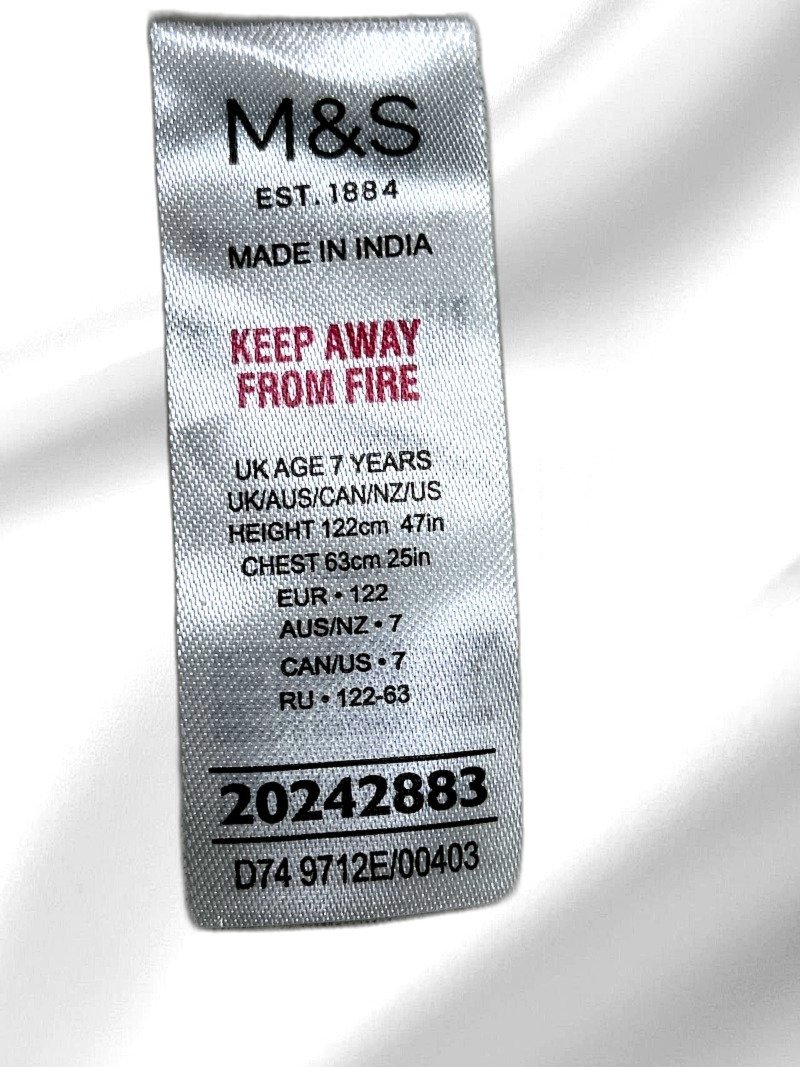 M&S
EST. 1884
MADE IN INDIA
KEEP AWAY
FROM FIRE
UK AGE 7 YEARS
UK/AUS/CAN/NZ/US
HEIGHT 122cm 47in
CHEST 63cm 25in
EUR • 122
AUS/NZ • 7
CAN/US • 7
RU • 122-63
20242883
D74 9712E/00403